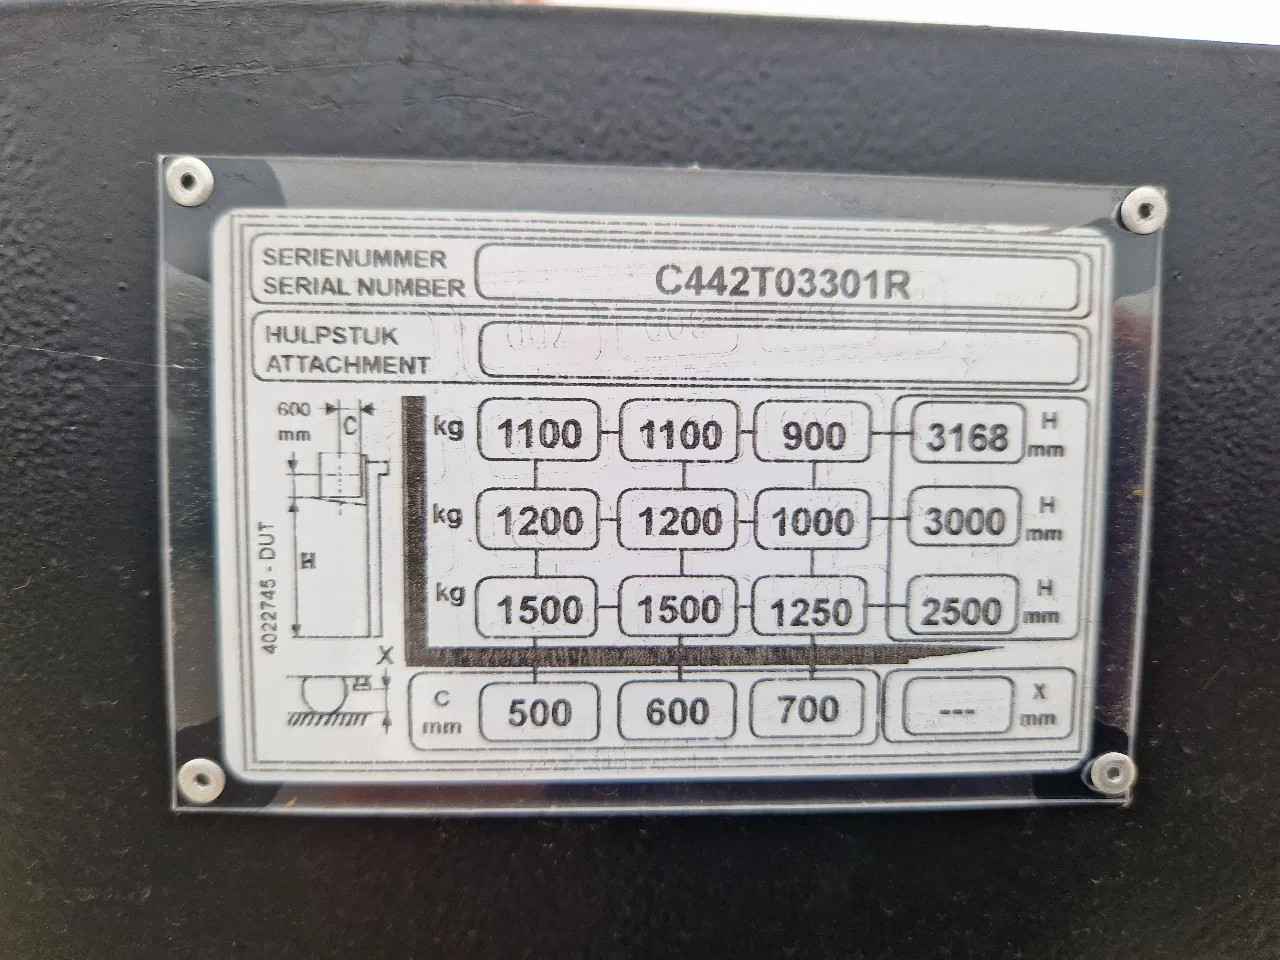 SERIENUMMER
SERIAL NUMBER C442T03301R
HULPSTUK
ATTACHMENT
600 mm C
H
4022745 - DUT
X
kg 1100 1100 900 3168 H mm
kg 1200 1200 1000 3000 H mm
kg 1500 1500 1250 2500 H mm
C mm 500 600 700 --- X mm